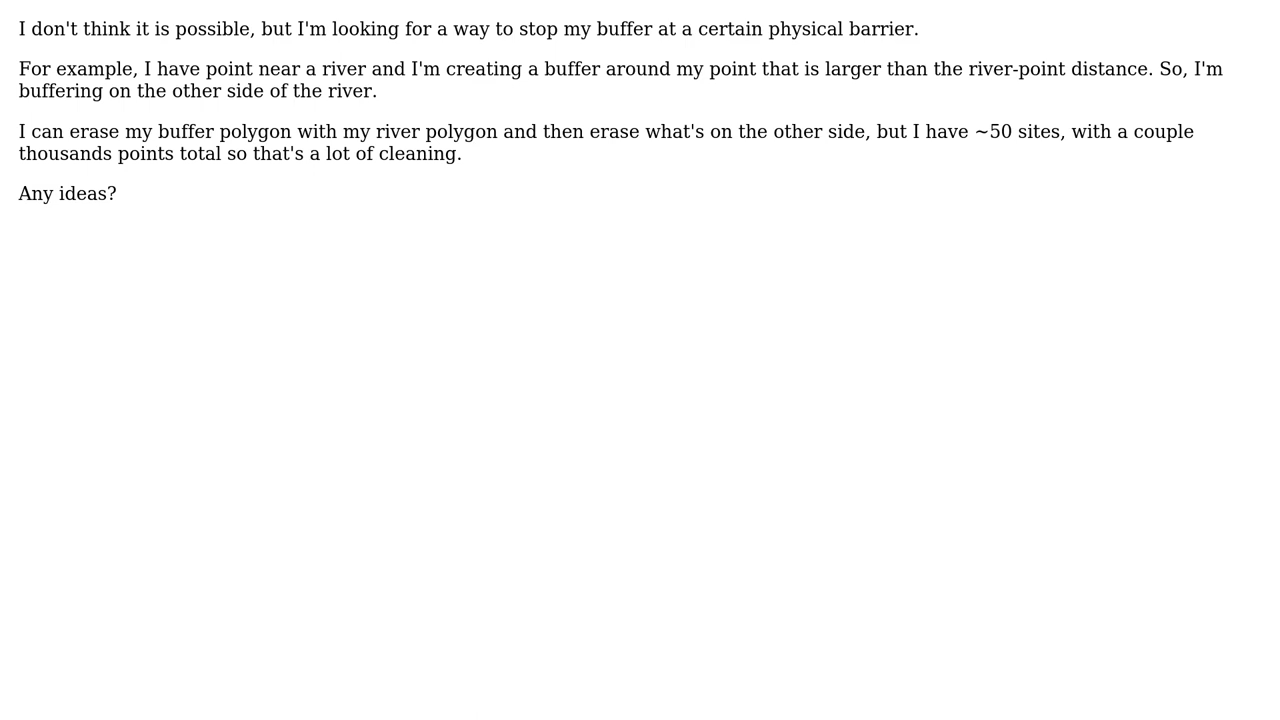 I don't think it is possible, but I'm looking for a way to stop my buffer at a certain physical barrier.
For example, I have point near a river and I'm creating a buffer around my point that is larger than the river-point distance. So, I'm
buffering on the other side of the river.
I can erase my buffer polygon with my river polygon and then erase what's on the other side, but I have ~50 sites, with a couple
thousands points total so that's a lot of cleaning.
Any ideas?